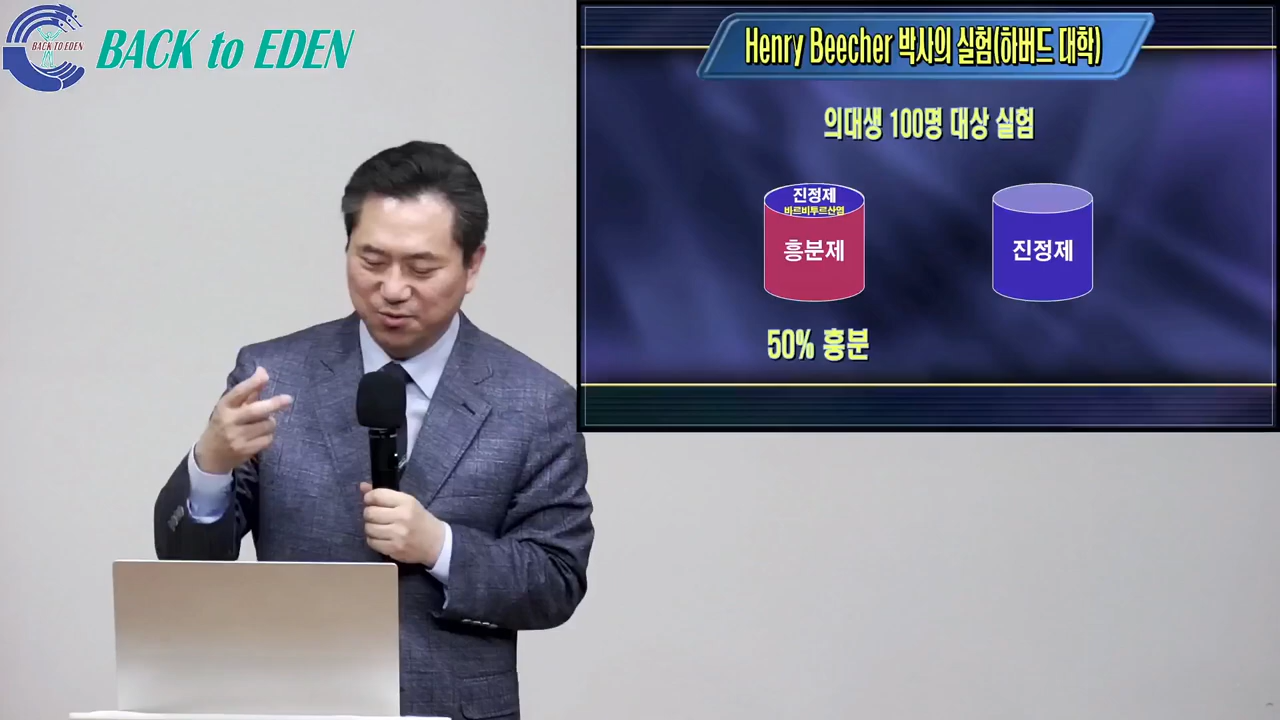 BACK TO EDEN
BACK to EDEN
Henry Beecher 박사의 실험(하버드 대학)
의대생 100명 대상 실험
진정제
바르비투르산염
흥분제
진정제
50% 흥분